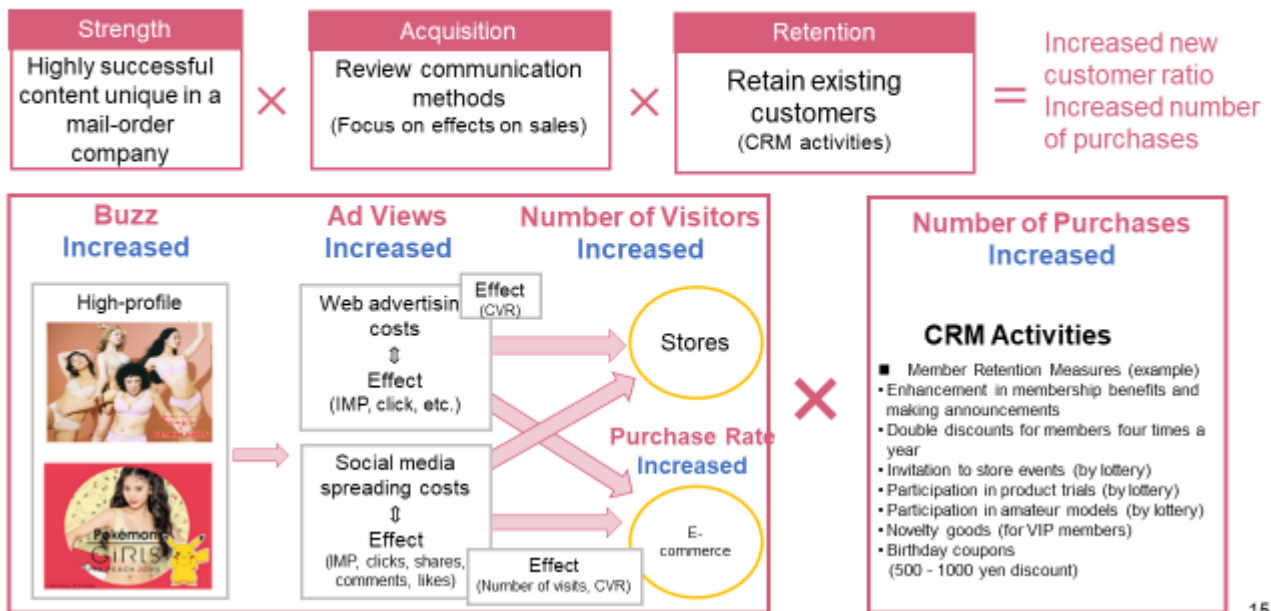 Strength
Highly successful
content unique in a
mail-order
company
×
Acquisition
Review communication
methods
(Focus on effects on sales)
×
Retention
Retain existing
customers
(CRM activities)
=
Increased new
customer ratio
Increased number
of purchases
Buzz
Increased
High-profile
Pokémon
GIRLS
Ad Views
Increased
Web advertising
costs
⇕
Effect
(IMP, click, etc.)
Effect
(CVR)
Social media
spreading costs
⇕
Effect
(IMP, clicks, shares,
comments, likes)
Effect
(Number of visits, CVR)
Number of Visitors
Increased
Stores
Purchase Rate
Increased
E-
commerce
×
Number of Purchases
Increased
CRM Activities
■ Member Retention Measures (example)
• Enhancement in membership benefits and
making announcements
• Double discounts for members four times a
year
• Invitation to store events (by lottery)
• Participation in product trials (by lottery)
• Participation in amateur models (by lottery)
• Novelty goods (for VIP members)
• Birthday coupons
(500 - 1000 yen discount)
15